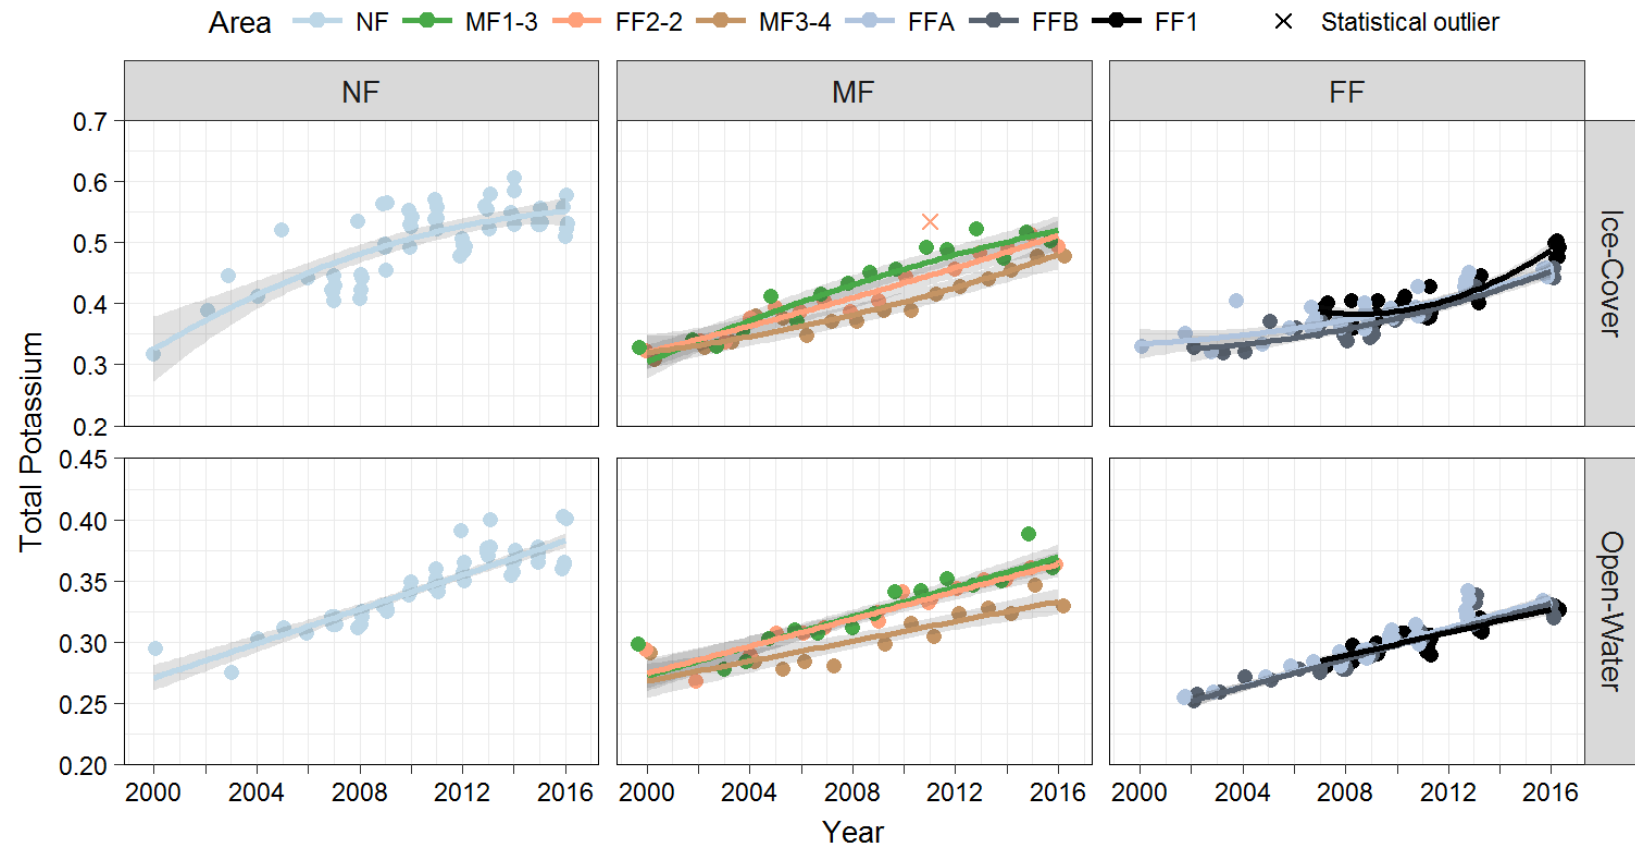 Area NF MF1-3 FF2-2 MF3-4 FFA FFB FF1 Statistical outlier
NF MF FF
0.7
0.6
0.5
0.4
0.3
0.2
Ice-Cover
Total Potassium
0.45
0.40
0.35
0.30
0.25
0.20
Open-Water
2000 2004 2008 2012 2016 2000 2004 2008 2012 2016 2000 2004 2008 2012 2016
Year